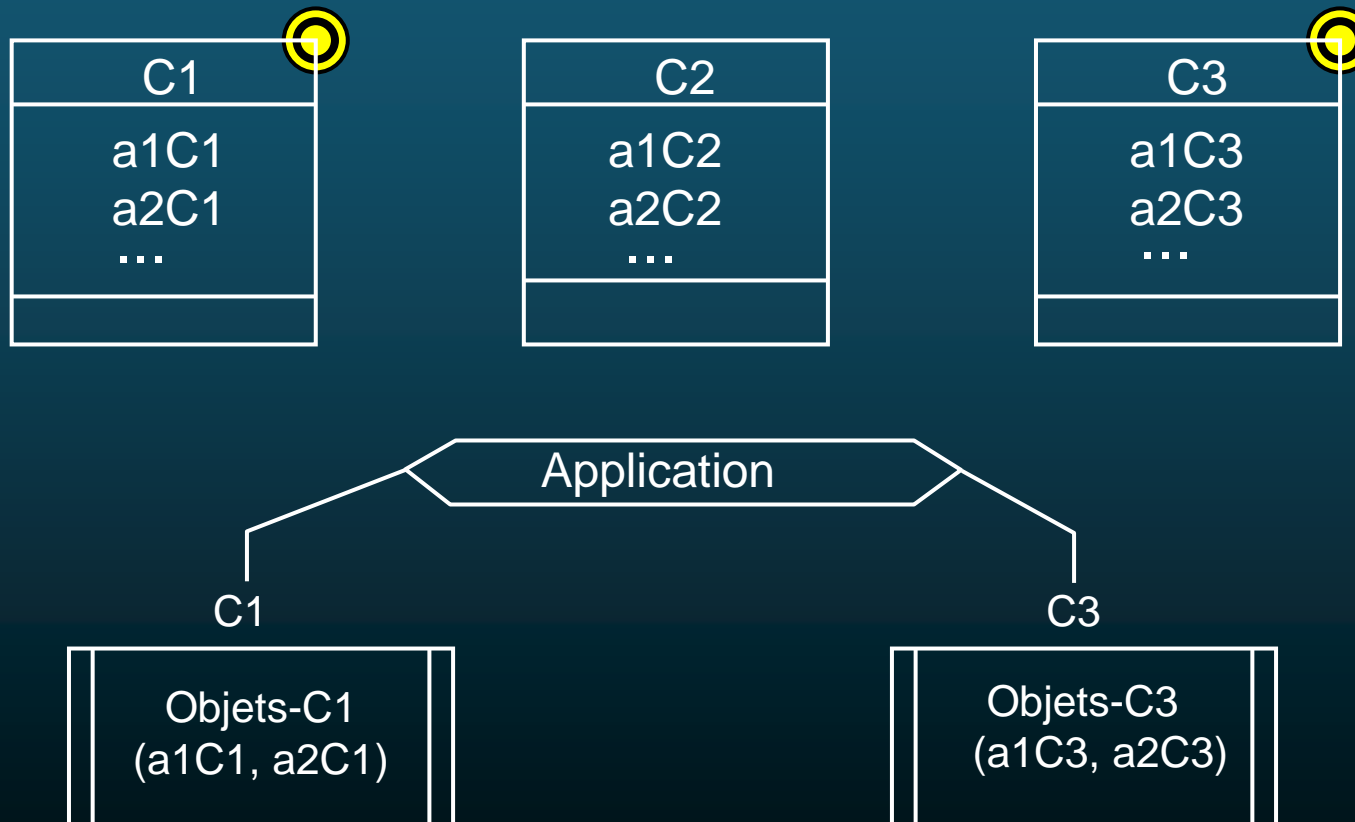 C1
a1C1
a2C1
...
C2
a1C2
a2C2
...
C3
a1C3
a2C3
...
Application
C1
C3
Objets-C1
(a1C1, a2C1)
Objets-C3
(a1C3, a2C3)